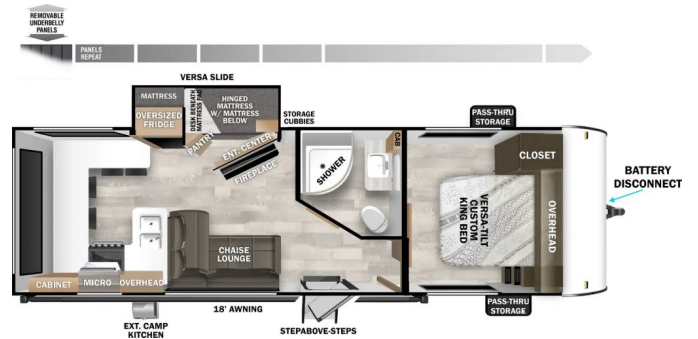 REMOVABLE
UNDERBELLY
PANELS
PANELS
REPEAT
VERSA SLIDE
MATTRESS
OVERSIZED
FRIDGE
DESK BENEATH
MATTRESS PAD
HINGED
MATTRESS
W/ MATTRESS
BELOW
PANTRY
STORAGE
CUBBIES
ENT. CENTER
FIREPLACE
SHOWER
CAB
PASS-THRU
STORAGE
CLOSET
VERSA-TILT
CUSTOM
KING BED
OVERHEAD
BATTERY
DISCONNECT
CHAISE
LOUNGE
CABINET
MICRO
OVERHEAD
EXT. CAMP
KITCHEN
18' AWNING
STEPABOVE-STEPS
PASS-THRU
STORAGE